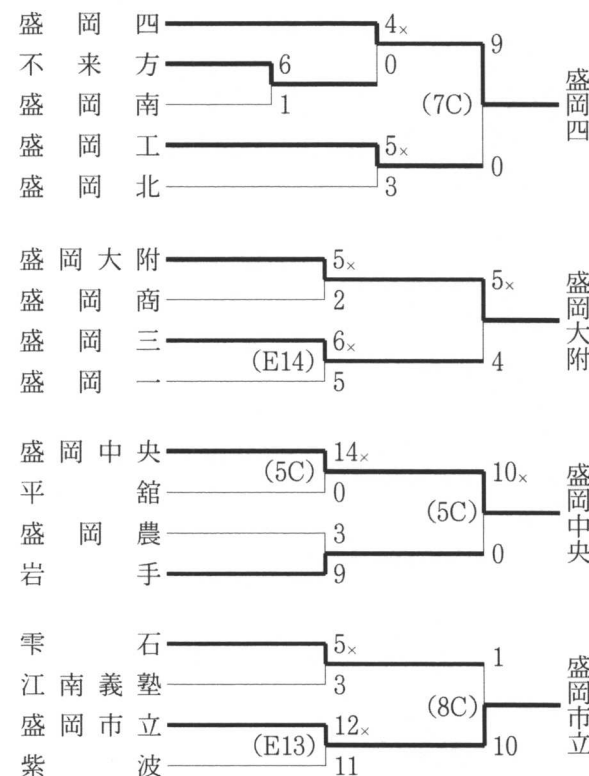 盛岡四 4× 9
不来方 6 0
盛岡南 1 (7C) 盛岡四
盛岡工 5× 0
盛岡北 3
盛岡大附 5× 5×
盛岡商 2 盛岡大附
盛岡三 6× 4
盛岡一 (E14) 5
盛岡中央 14× 10×
平舘 (5C) 0 盛岡中央
盛岡農 3 (5C) 0
岩手 9
雫石 5× 1
江南義塾 3 盛岡市立
盛岡市立 12× (8C) 10
紫波 (E13) 11